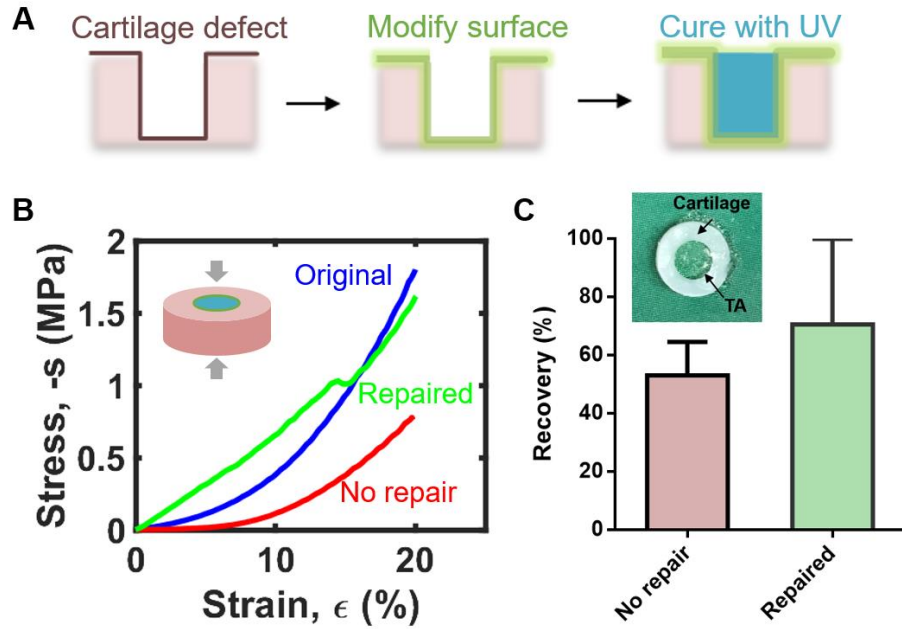 A
Cartilage defect
Modify surface
Cure with UV
B
Stress, -s (MPa)
2
1.5
1
0.5
0
Original
Repaired
No repair
0
10
20
Strain, ϵ (%)
C
Recovery (%)
100
80
60
40
20
0
Cartilage
TA
No repair
Repaired